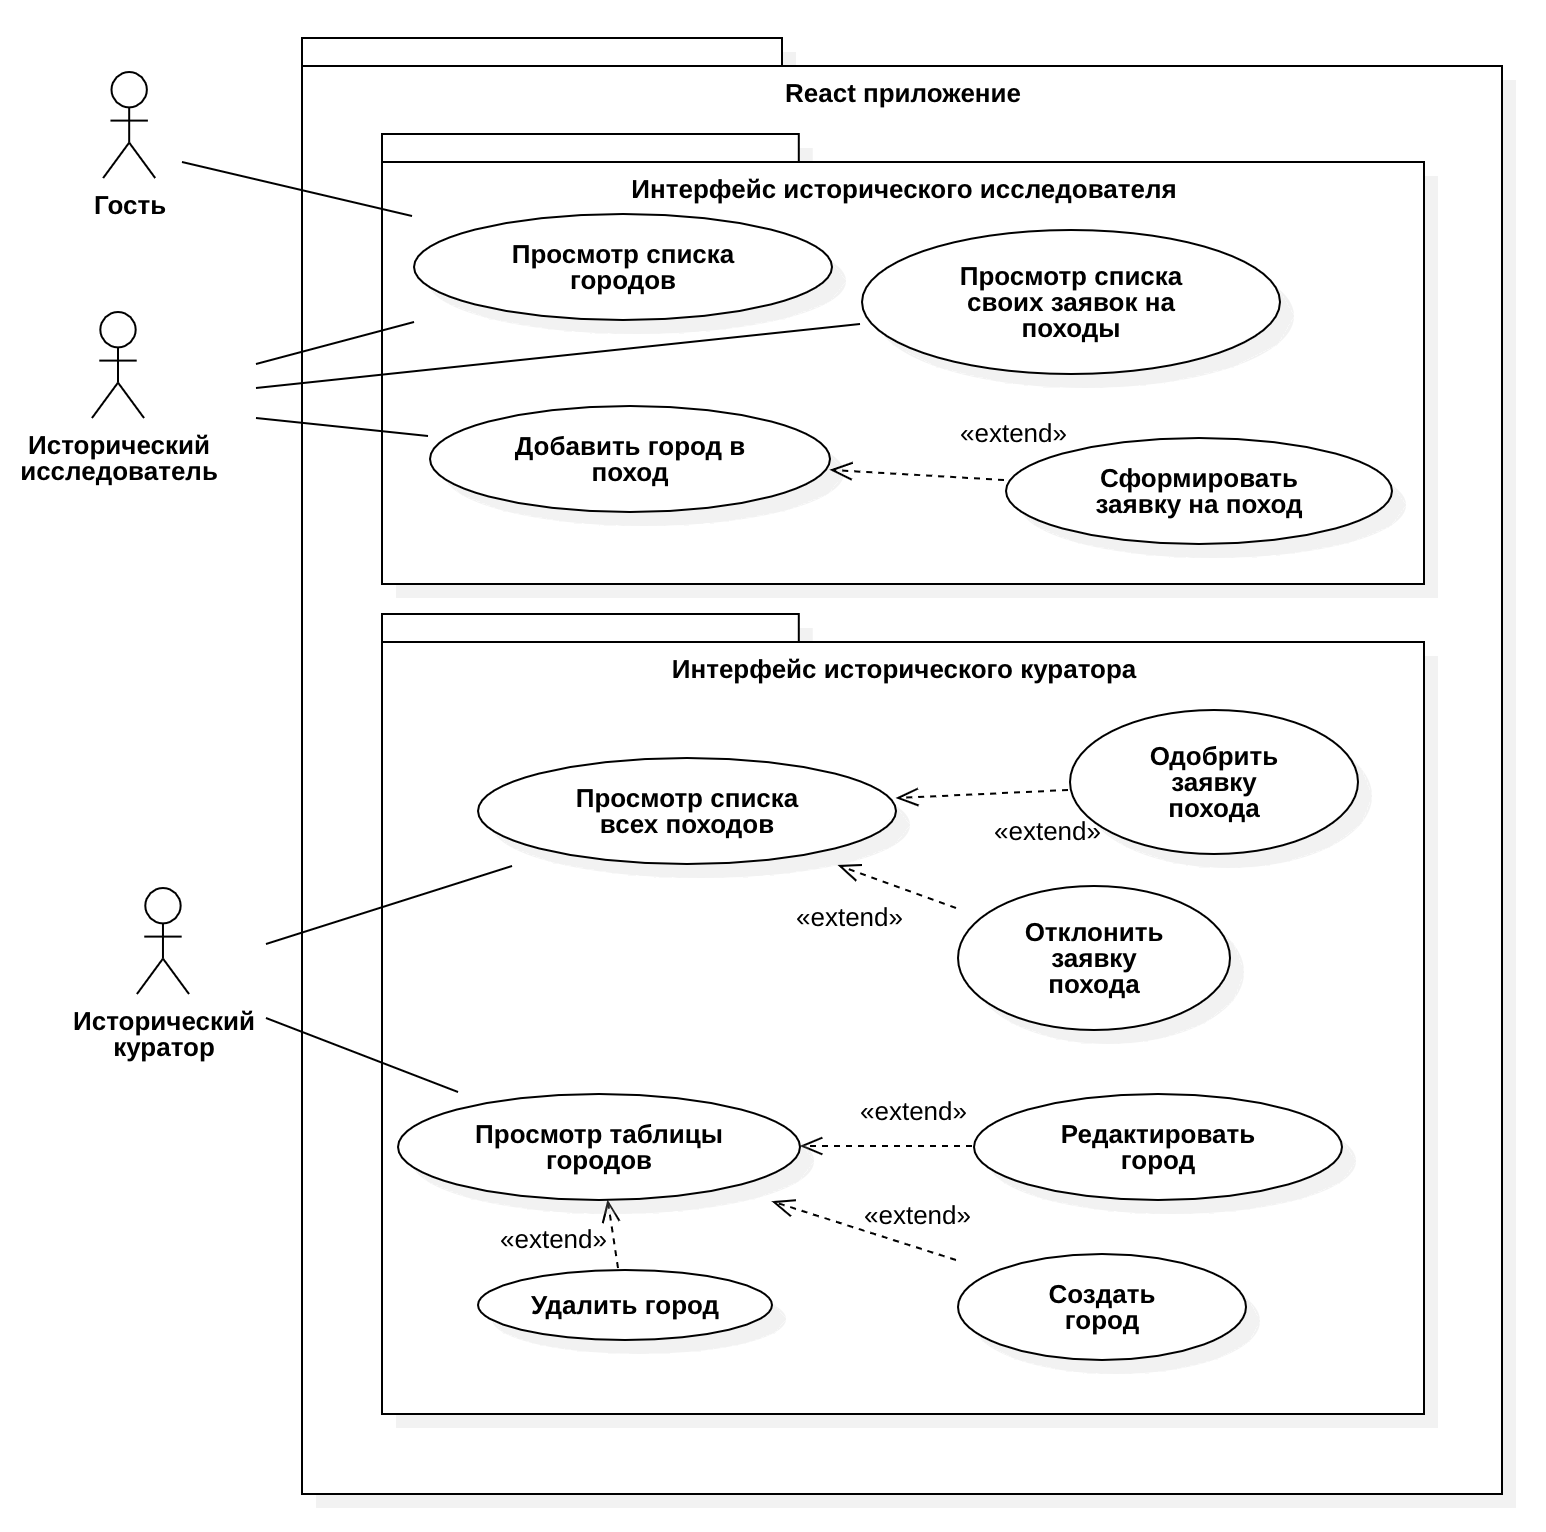 React приложение
Гость
Интерфейс исторического исследователя
Просмотр списка
городов
Просмотр списка
своих заявок на
походы
Исторический
исследователь
Добавить город в
поход
«extend»
Сформировать
заявку на поход
Интерфейс исторического куратора
Просмотр списка
всех походов
Одобрить
заявку
похода
«extend»
«extend»
Отклонить
заявку
похода
Исторический
куратор
Просмотр таблицы
городов
«extend»
Редактировать
город
«extend»
«extend»
Удалить город
Создать
город